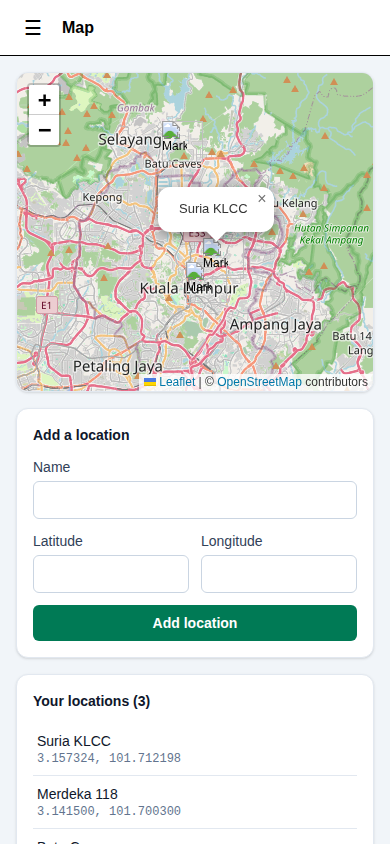 ☰ Map
+
−
Gombak
Selayang
Mark
Batu Caves
Kepong
Suria KLCC
×
u Kelang
E33
Hutan Simpanan
Kekal Ampang
Mark
Mark
Kuala Lumpur
E1
Ampang Jaya
Batu 14
Lang
Petaling Jaya
Leaflet | © OpenStreetMap contributors
Add a location
Name
Latitude Longitude
Add location
Your locations (3)
Suria KLCC
3.157324, 101.712198
Merdeka 118
3.141500, 101.700300